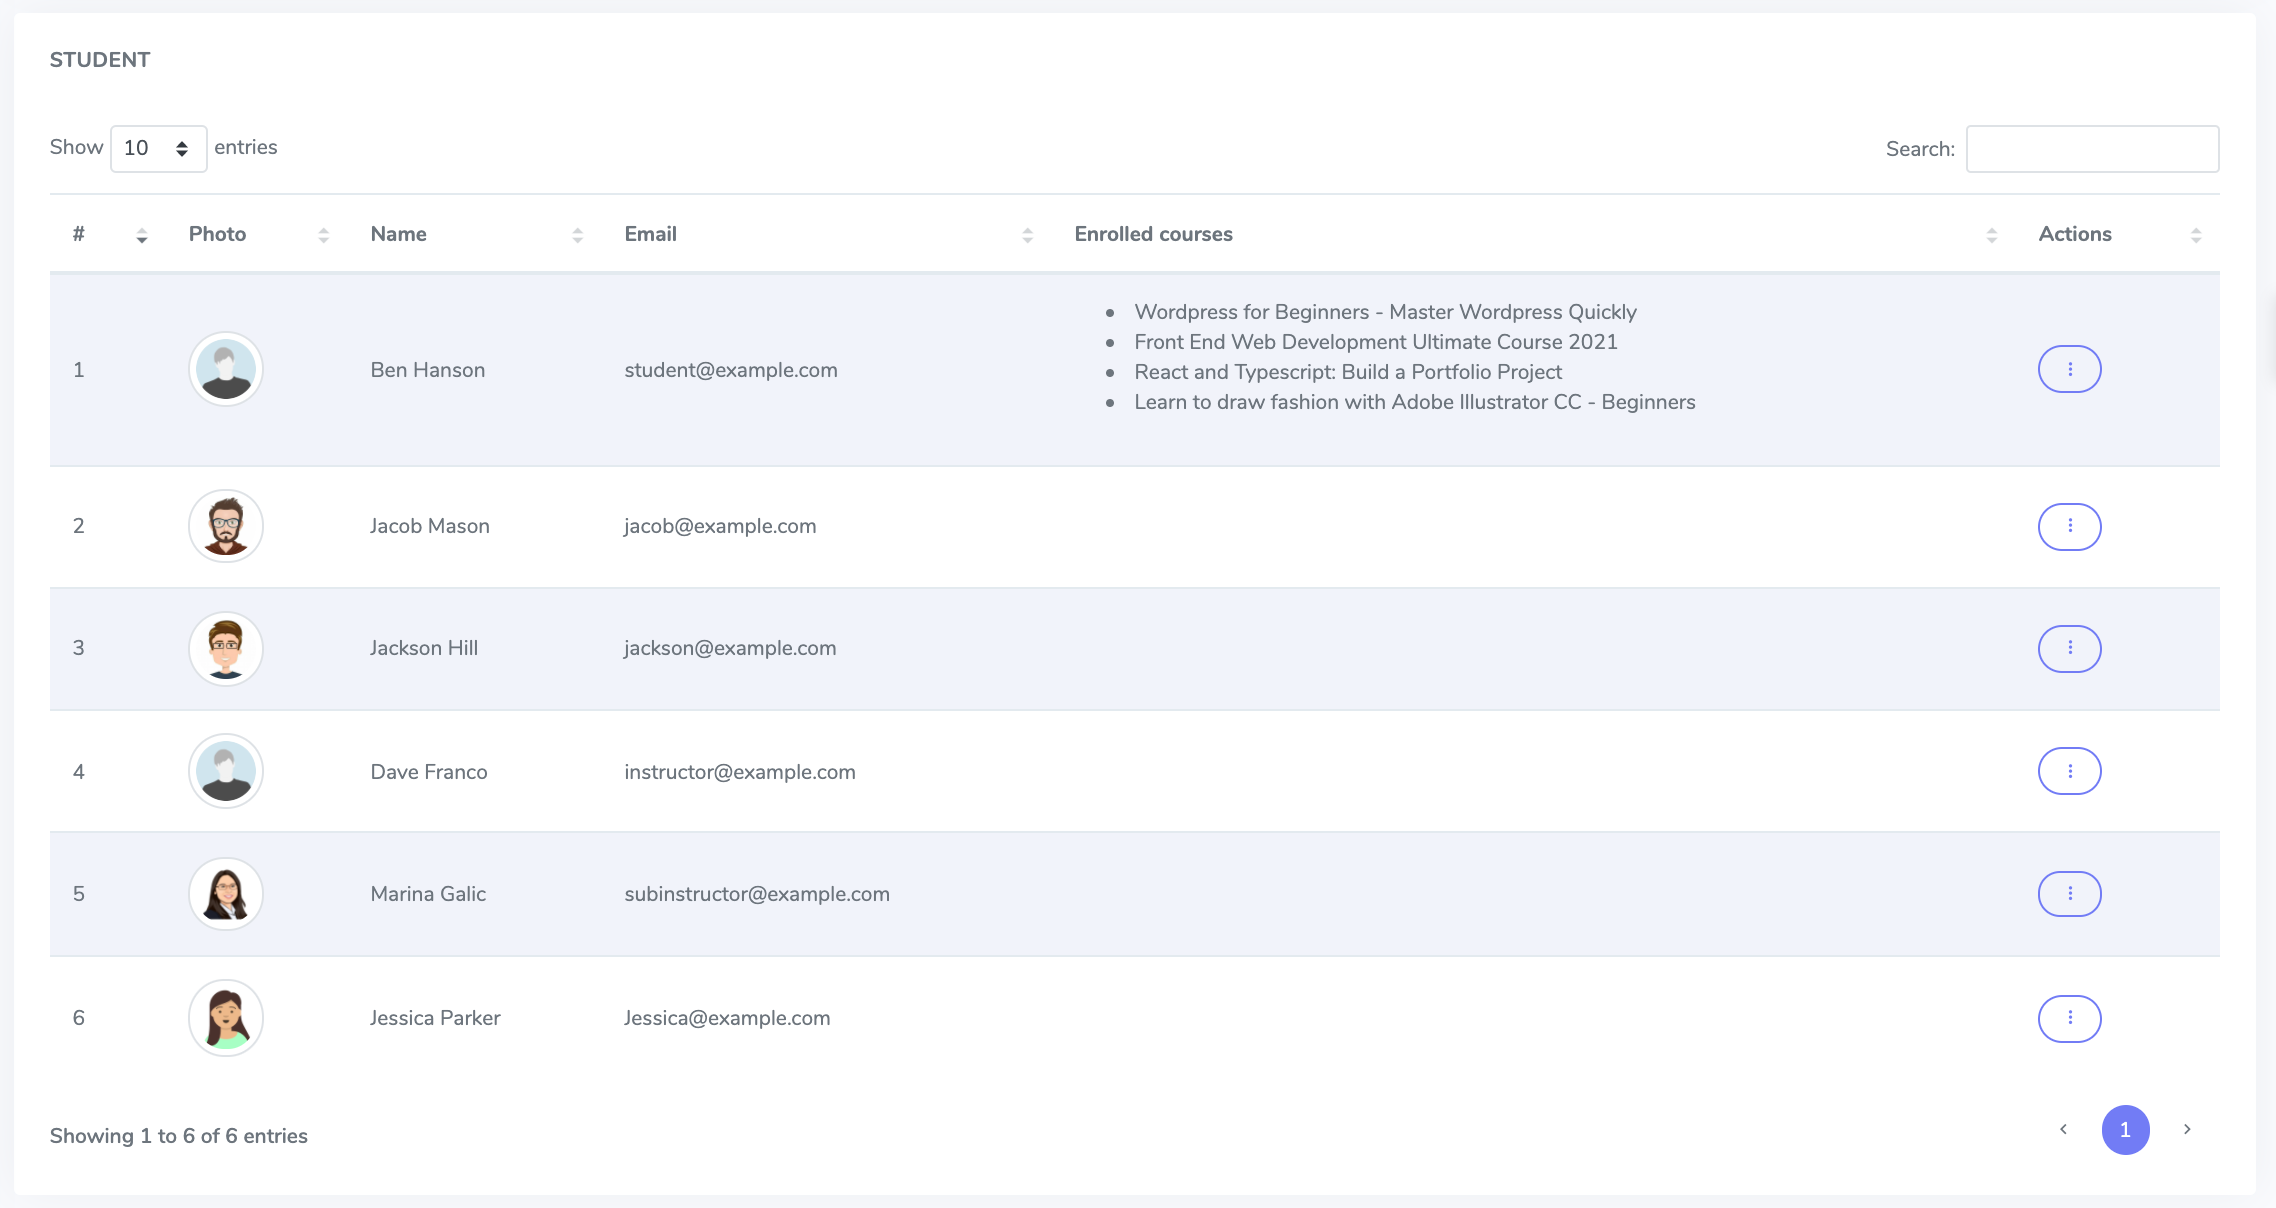 STUDENT
Show 10 entries
Search:
# Photo Name Email Enrolled courses Actions
1 Ben Hanson student@example.com
Wordpress for Beginners - Master Wordpress Quickly
Front End Web Development Ultimate Course 2021
React and Typescript: Build a Portfolio Project
Learn to draw fashion with Adobe Illustrator CC - Beginners
2 Jacob Mason jacob@example.com
3 Jackson Hill jackson@example.com
4 Dave Franco instructor@example.com
5 Marina Galic subinstructor@example.com
6 Jessica Parker Jessica@example.com
Showing 1 to 6 of 6 entries
1